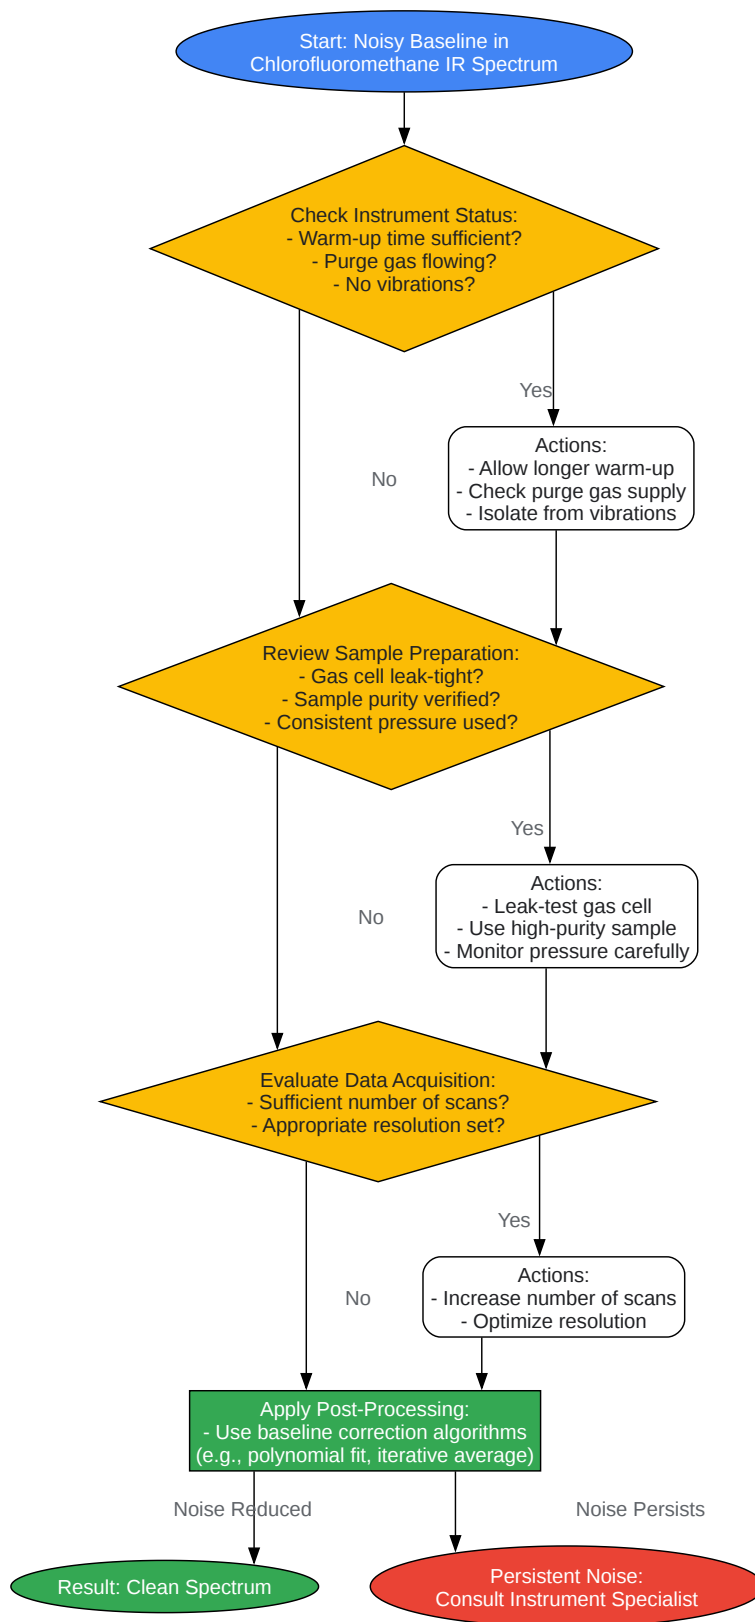 Start: Noisy Baseline in
Chlorofluoromethane IR Spectrum
Check Instrument Status:
- Warm-up time sufficient?
- Purge gas flowing?
- No vibrations?
Yes
Actions:
- Allow longer warm-up
- Check purge gas supply
- Isolate from vibrations
No
Review Sample Preparation:
- Gas cell leak-tight?
- Sample purity verified?
- Consistent pressure used?
Yes
Actions:
- Leak-test gas cell
- Use high-purity sample
- Monitor pressure carefully
No
Evaluate Data Acquisition:
- Sufficient number of scans?
- Appropriate resolution set?
Yes
Actions:
- Increase number of scans
- Optimize resolution
No
Apply Post-Processing:
- Use baseline correction algorithms
(e.g., polynomial fit, iterative average)
Noise Reduced
Noise Persists
Result: Clean Spectrum
Persistent Noise:
Consult Instrument Specialist